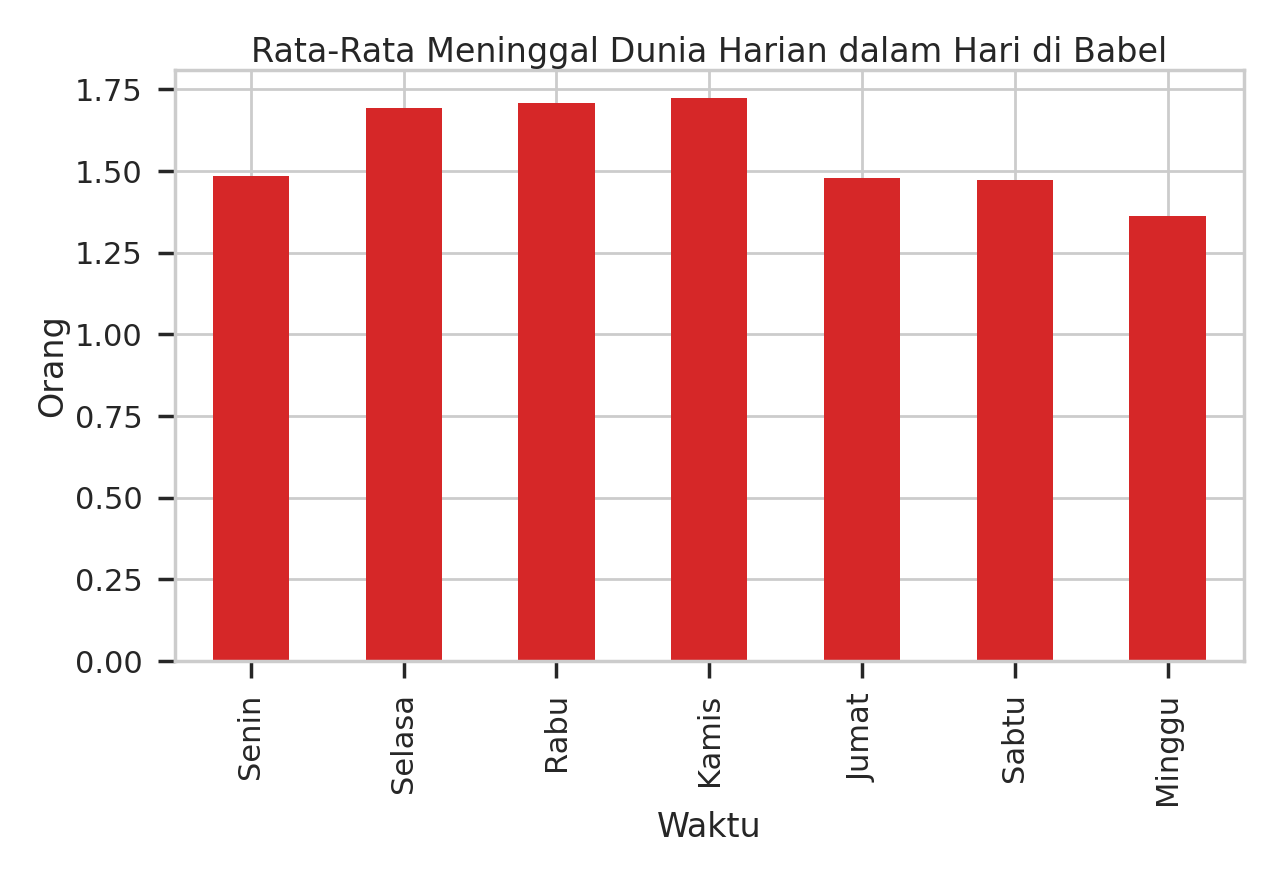 Rata-Rata Meninggal Dunia Harian dalam Hari di Babel
1.75
1.50
1.25
1.00
0.75
0.50
0.25
0.00
Orang
Senin
Selasa
Rabu
Kamis
Jumat
Sabtu
Minggu
Waktu